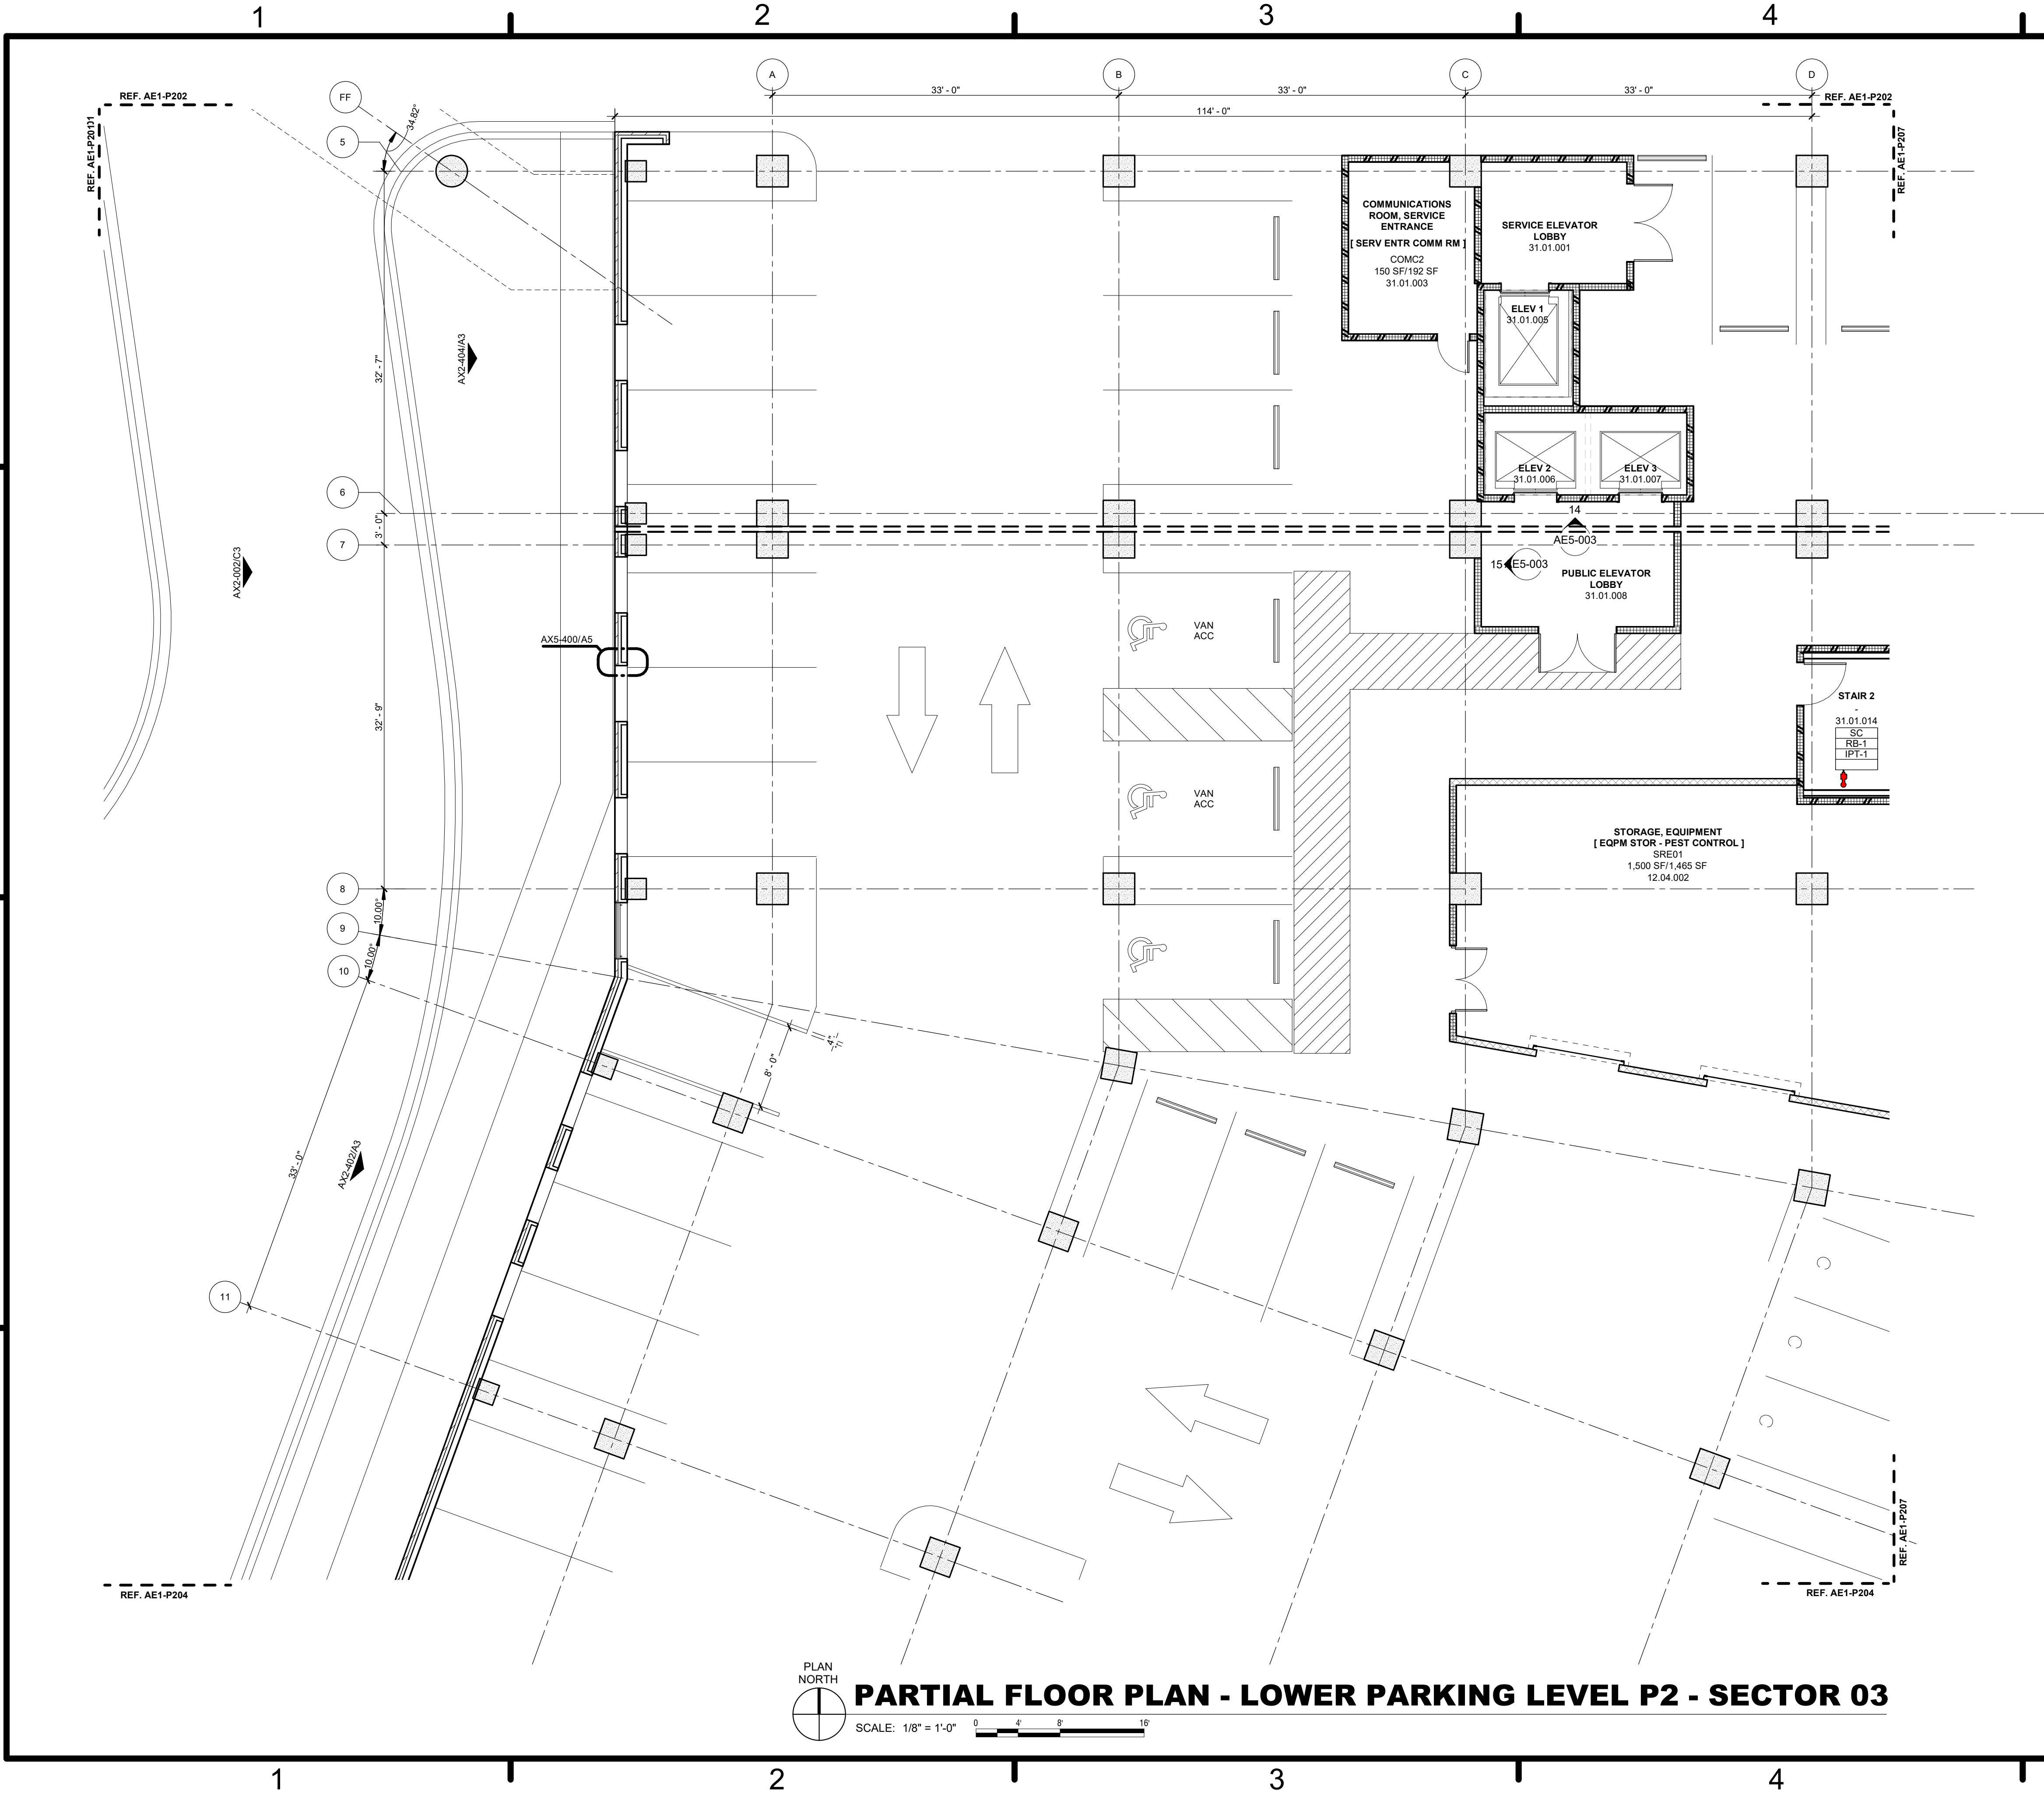 1
2
3
4
A
B
C
D
33' - 0"
33' - 0"
33' - 0"
114' - 0"
REF. AE1-P202
REF. AE1-P202
REF. AE1-P207
FF
34.82°
5
COMMUNICATIONS
ROOM, SERVICE
ENTRANCE
[ SERV ENTR COMM RM ]
COMC2
150 SF/192 SF
31.01.003
SERVICE ELEVATOR
LOBBY
31.01.001
ELEV 1
31.01.005
32' - 7"
AX2-404/A3
ELEV 2
31.01.006
ELEV 3
31.01.007
6
3' - 0"
7
14
AE5-003
15
PUBLIC ELEVATOR
LOBBY
31.01.008
AX2-002/C3
AX5-400/A5
VAN
ACC
32' - 9"
STAIR 2
-
31.01.014
SC
RB-1
IPT-1
VAN
ACC
STORAGE, EQUIPMENT
[ EQPM STOR - PEST CONTROL ]
SRE01
1,500 SF/1,465 SF
12.04.002
8
10.00°
9
10.00°
10
4"
8' - 0"
33' - 0"
AX2-402/A3
11
REF. AE1-P207
REF. AE1-P204
REF. AE1-P204
PLAN
NORTH
PARTIAL FLOOR PLAN - LOWER PARKING LEVEL P2 - SECTOR 03
SCALE: 1/8" = 1'-0"
0 4' 8' 16'
1
2
3
4